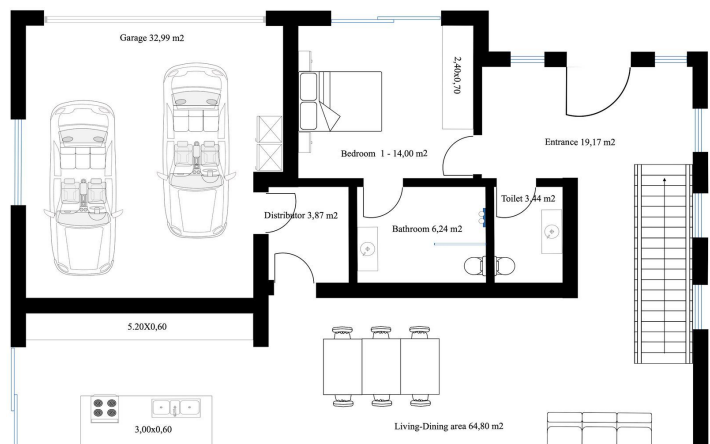 Garage 32,99 m2
2,40x0,70
Bedroom 1 - 14,00 m2
Entrance 19,17 m2
Toilet 3,44 m2
Distributor 3,87 m2
Bathroom 6,24 m2
5.20X0,60
3,00x0,60
Living-Dining area 64,80 m2